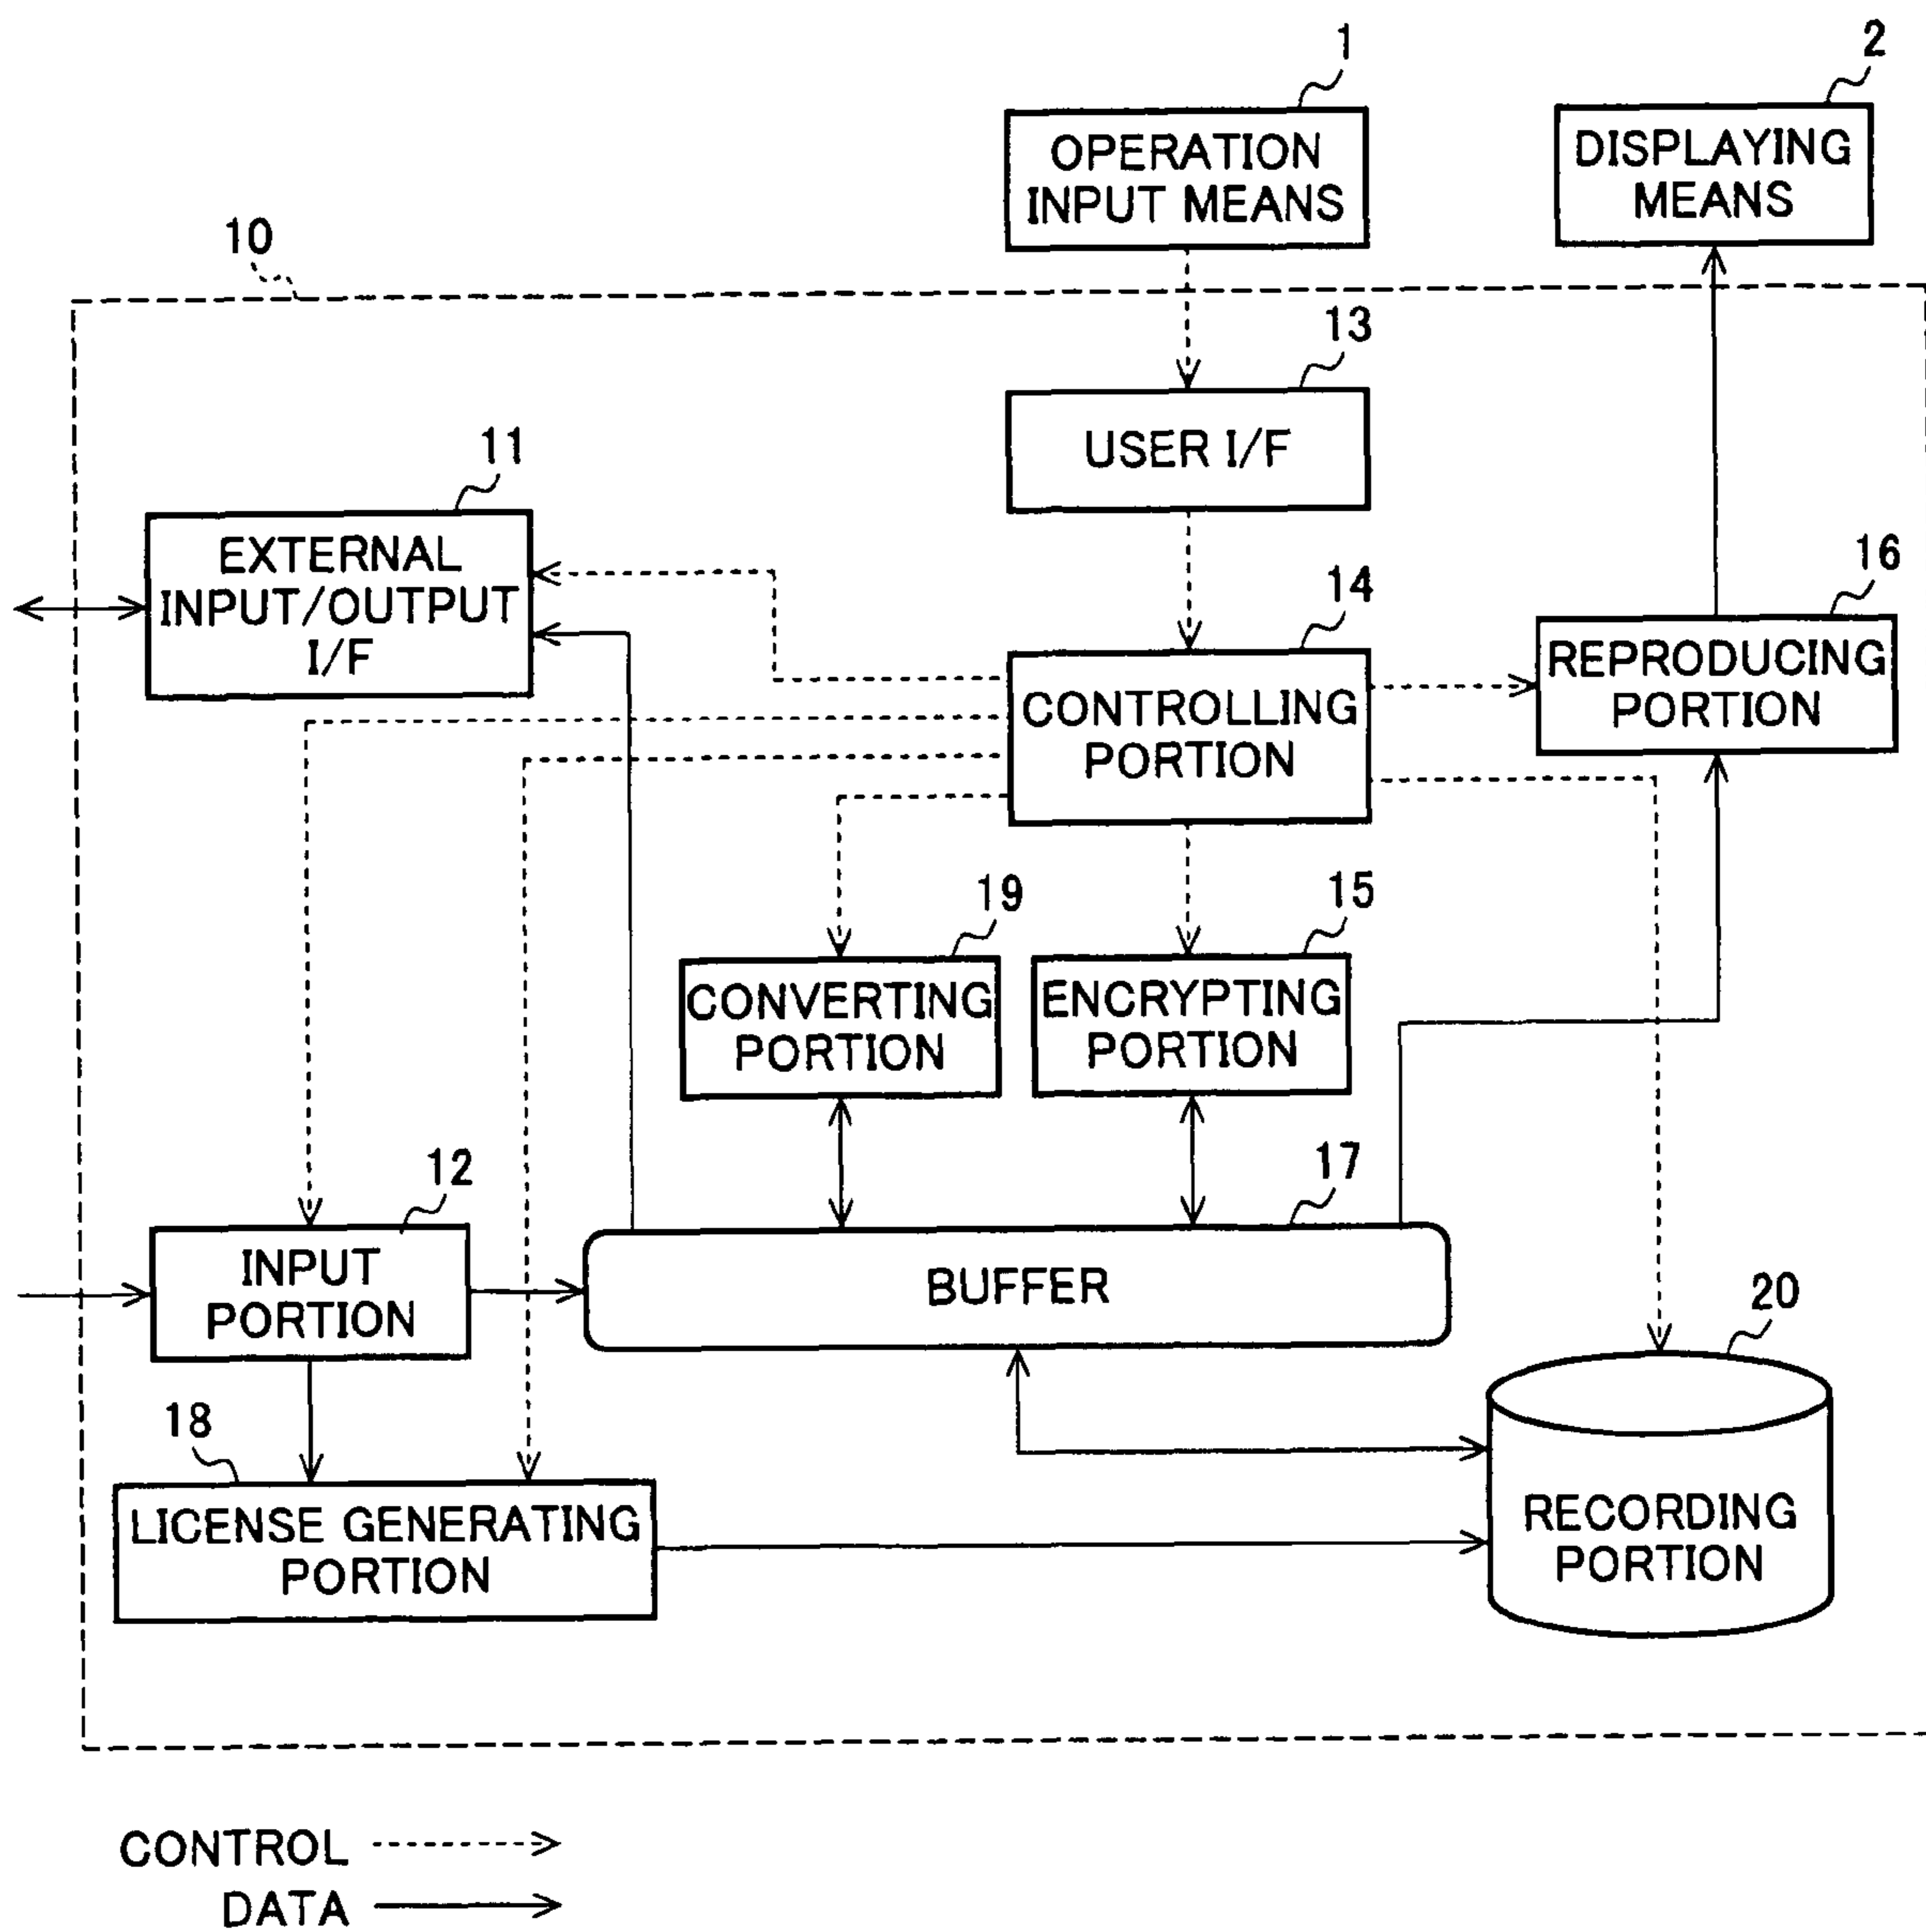 1
2
OPERATION
INPUT MEANS
DISPLAYING
MEANS
10
13
USER I/F
11
EXTERNAL
INPUT/OUTPUT
I/F
14
16
CONTROLLING
PORTION
REPRODUCING
PORTION
19
15
CONVERTING
PORTION
ENCRYPTING
PORTION
12
17
INPUT
PORTION
BUFFER
20
18
LICENSE GENERATING
PORTION
RECORDING
PORTION
CONTROL
DATA